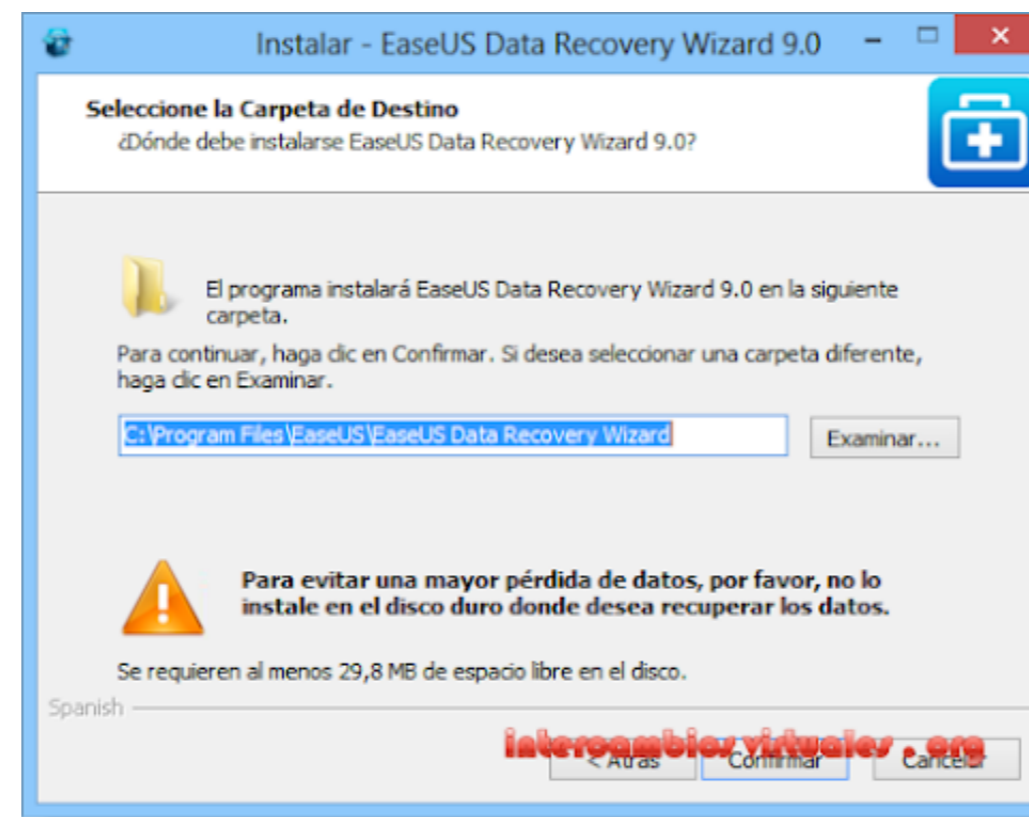 Instalar - EaseUS Data Recovery Wizard 9.0
Seleccione la Carpeta de Destino
¿Dónde debe instalarse EaseUS Data Recovery Wizard 9.0?
El programa instalará EaseUS Data Recovery Wizard 9.0 en la siguiente
carpeta.
Para continuar, haga clic en Confirmar. Si desea seleccionar una carpeta diferente,
haga clic en Examinar.
C:\Program Files\EaseUS\EaseUS Data Recovery Wizard
Examinar...
Para evitar una mayor pérdida de datos, por favor, no lo
instale en el disco duro donde desea recuperar los datos.
Se requieren al menos 29,8 MB de espacio libre en el disco.
Spanish
intercambios virtuales . org
< Atrás Confirmar Cancelar